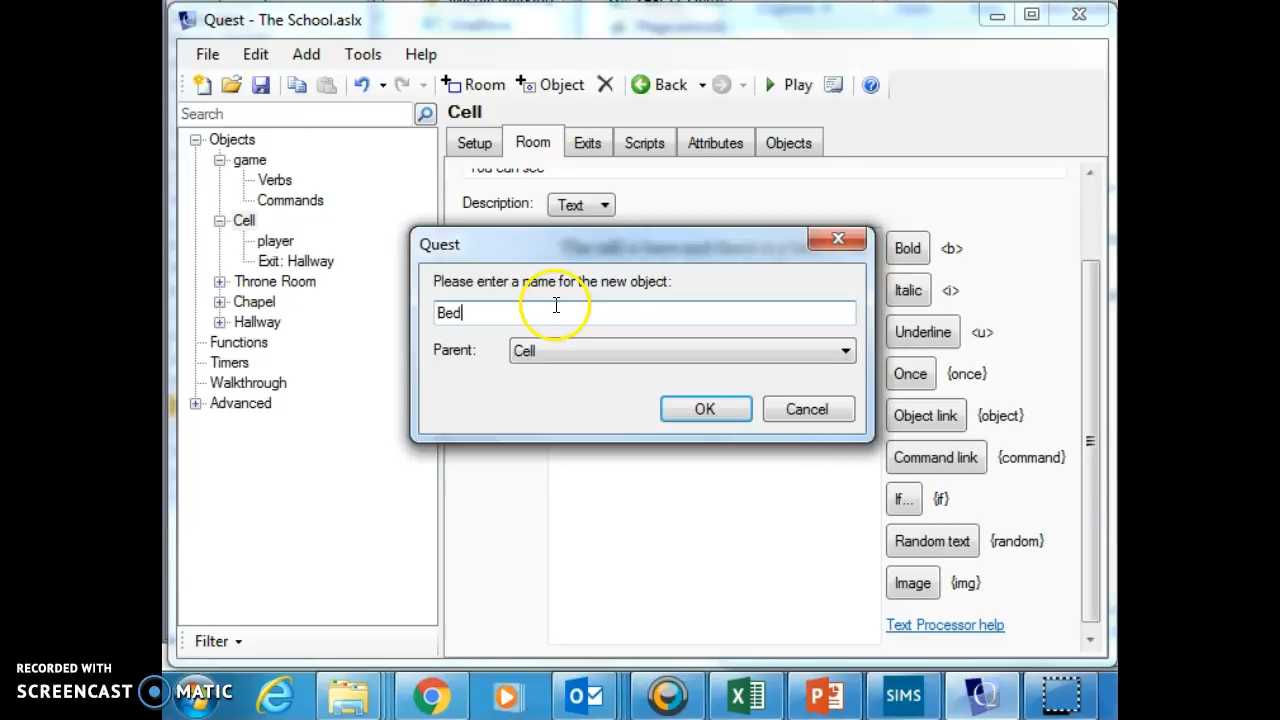 Quest - The School.aslx
File Edit Add Tools Help
Room Object Back Play
Search
Cell
Setup Room Exits Scripts Attributes Objects
Objects
game
Verbs
Commands
Cell
player
Exit: Hallway
Throne Room
Chapel
Hallway
Functions
Timers
Walkthrough
Advanced
Filter
You can see
Description: Text
Quest
Please enter a name for the new object:
Bed
Parent: Cell
OK Cancel
Bold <b>
Italic <i>
Underline <u>
Once {once}
Object link {object}
Command link {command}
If... {if}
Random text {random}
Image {img}
Text Processor help
RECORDED WITH
SCREENCAST MATIC
SIMS